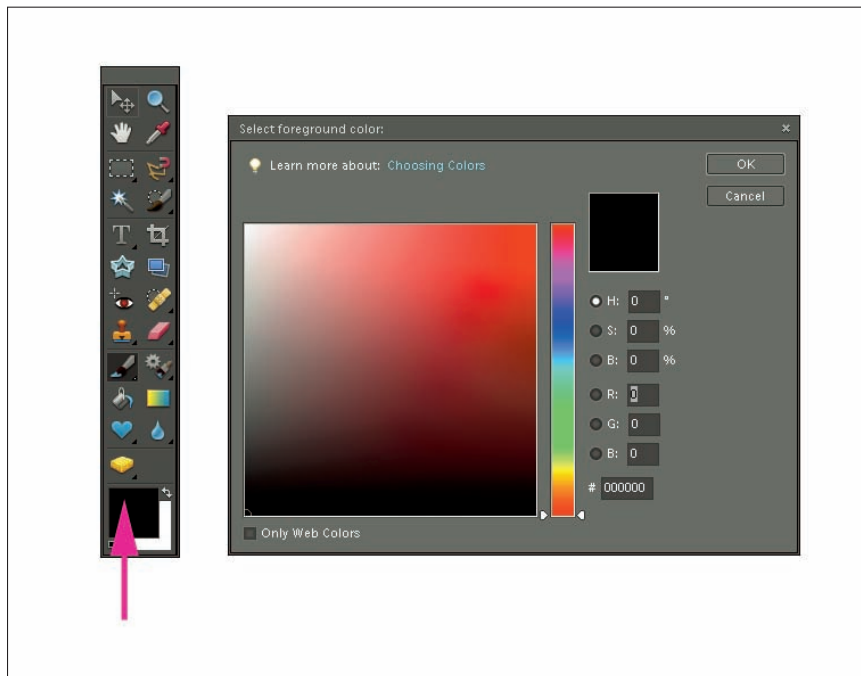 Select foreground color:
Learn more about: Choosing Colors
OK
Cancel
H: 0 °
S: 0 %
B: 0 %
R: 0
G: 0
B: 0
# 000000
Only Web Colors